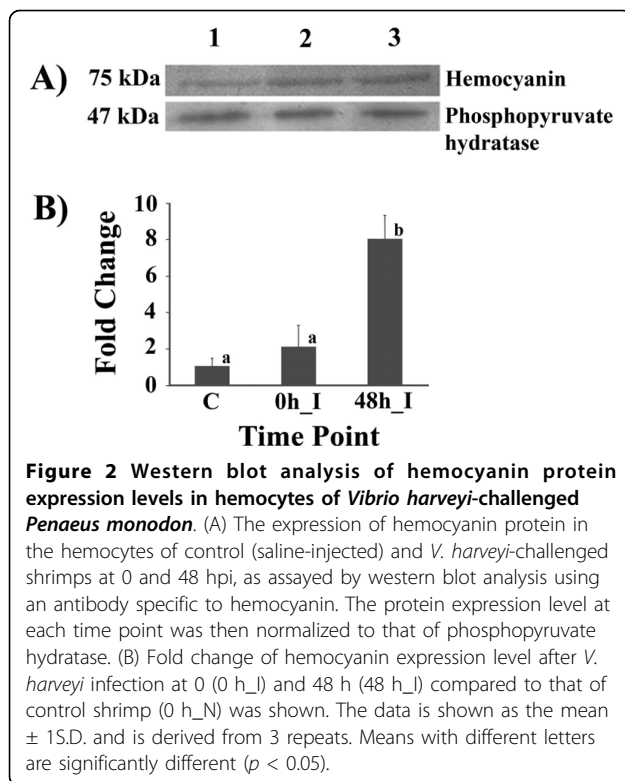 1 2 3
A) 75 kDa Hemocyanin
47 kDa Phosphopyruvate
hydratase
B)
Fold Change
10
8
6
4
2
0
a a b
C 0h_I 48h_I
Time Point
Figure 2 Western blot analysis of hemocyanin protein
expression levels in hemocytes of Vibrio harveyi-challenged
Penaeus monodon. (A) The expression of hemocyanin protein in
the hemocytes of control (saline-injected) and V. harveyi-challenged
shrimps at 0 and 48 hpi, as assayed by western blot analysis using
an antibody specific to hemocyanin. The protein expression level at
each time point was then normalized to that of phosphopyruvate
hydratase. (B) Fold change of hemocyanin expression level after V.
harveyi infection at 0 (0 h_I) and 48 h (48 h_I) compared to that of
control shrimp (0 h_N) was shown. The data is shown as the mean
± 1S.D. and is derived from 3 repeats. Means with different letters
are significantly different (p < 0.05).